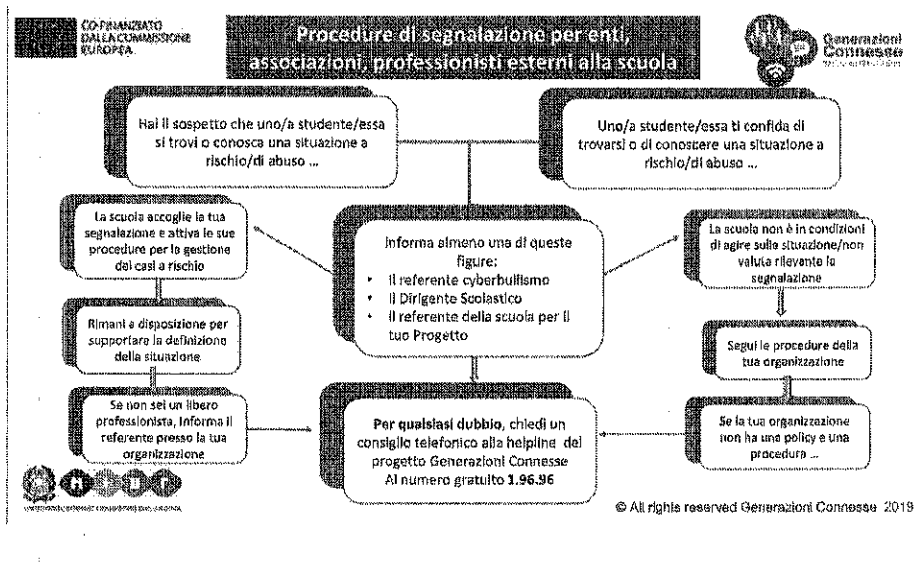 CO-FINANZIATO
DALLA COMMISSIONE
EUROPEA
Procedure di segnalazione per enti,
associazioni, professionisti esterni alla scuola
Generazioni
Connesse
Hai il sospetto che uno/a studente/essa
si trovi o conosca una situazione a
rischio/di abuso ...
Uno/a studente/essa ti confida di
trovarsi o di conoscere una situazione a
rischio/di abuso ...
La scuola accoglie la tua
segnalazione e attiva le sue
procedure per la gestione
dei casi a rischio
Informa almeno una di queste
figure:
• Il referente cyberbullismo
• Il Dirigente Scolastico
• Il referente della scuola per il
tuo Progetto
La scuola non è in condizioni
di agire sulla situazione/non
valuta rilevante la
segnalazione
Rimani a disposizione per
supportare la definizione
della situazione
Segui le procedure della
tua organizzazione
Se non sei un libero
professionista, informa il
referente presso la tua
organizzazione
Per qualsiasi dubbio, chiedi un
consiglio telefonico alla helpline del
progetto Generazioni Connesse
Al numero gratuito 1.96.96
Se la tua organizzazione
non ha una policy e una
procedura ...
© All rights reserved Generazioni Connesse 2019